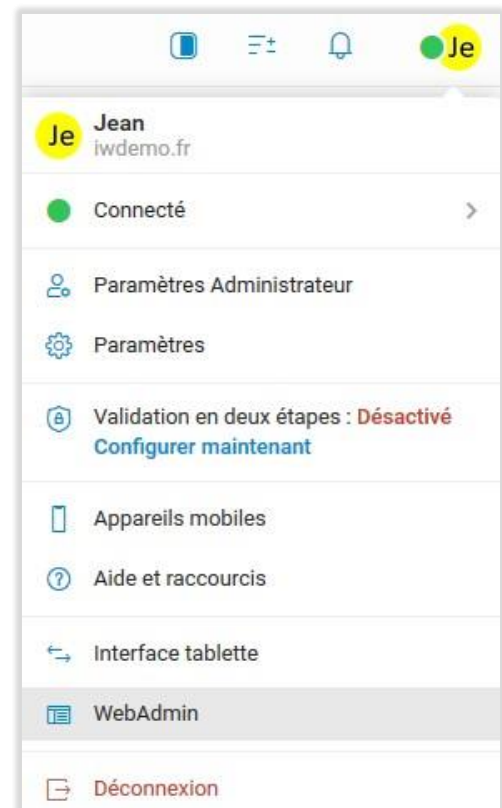 Je
Je
Jean
iwdemo.fr
Connecté
Paramètres Administrateur
Paramètres
Validation en deux étapes : Désactivé
Configurer maintenant
Appareils mobiles
Aide et raccourcis
Interface tablette
WebAdmin
Déconnexion